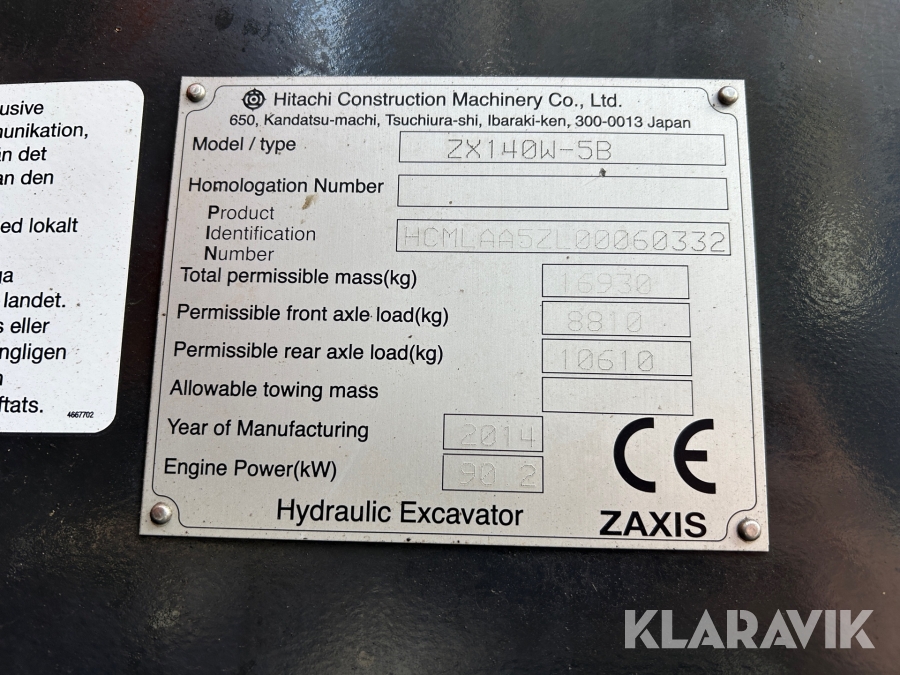 usive
unikation,
än det
an den
ed lokalt
ga
landet.
s eller
ngligen
n
ftats.
4667702
Hitachi Construction Machinery Co., Ltd.
650, Kandatsu-machi, Tsuchiura-shi, Ibaraki-ken, 300-0013 Japan
Model / type ZX140W-5B
Homologation Number
Product
Identification
Number HCMLAA5ZL00060332
Total permissible mass(kg) 16930
Permissible front axle load(kg) 8810
Permissible rear axle load(kg) 10610
Allowable towing mass
Year of Manufacturing 2014
Engine Power(kW) 90.2
Hydraulic Excavator
CE
ZAXIS
KLARAVIK